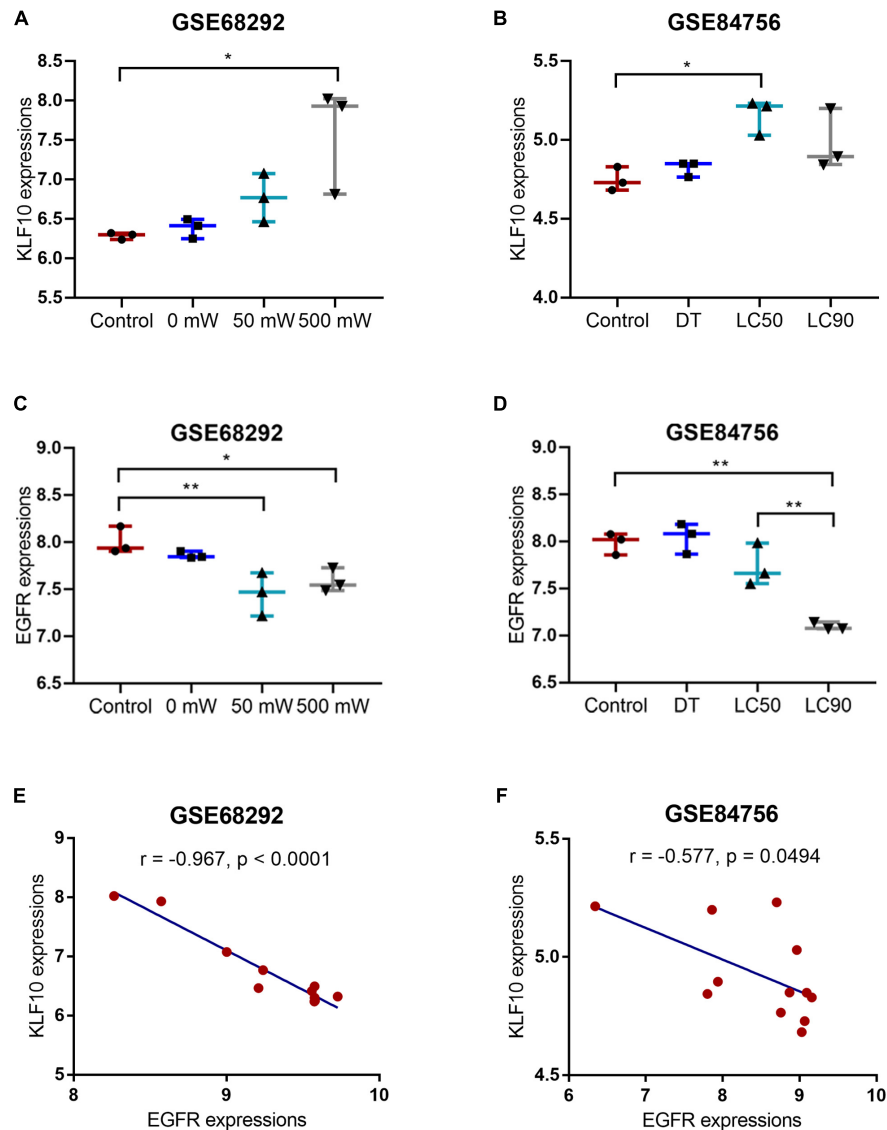 A
GSE68292
KLF10 expressions
8.5
8.0
7.5
7.0
6.5
6.0
5.5
*
Control 0 mW 50 mW 500 mW
B
GSE84756
KLF10 expressions
5.5
5.0
4.5
4.0
*
Control DT LC50 LC90
C
GSE68292
EGFR expressions
9.0
8.5
8.0
7.5
7.0
6.5
*
**
Control 0 mW 50 mW 500 mW
D
GSE84756
EGFR expressions
9.0
8.5
8.0
7.5
7.0
6.5
**
**
Control DT LC50 LC90
E
GSE68292
r = -0.967, p < 0.0001
KLF10 expressions
9
8
7
6
5
8 9 10
EGFR expressions
F
GSE84756
r = -0.577, p = 0.0494
KLF10 expressions
5.5
5.0
4.5
6 7 8 9 10
EGFR expressions